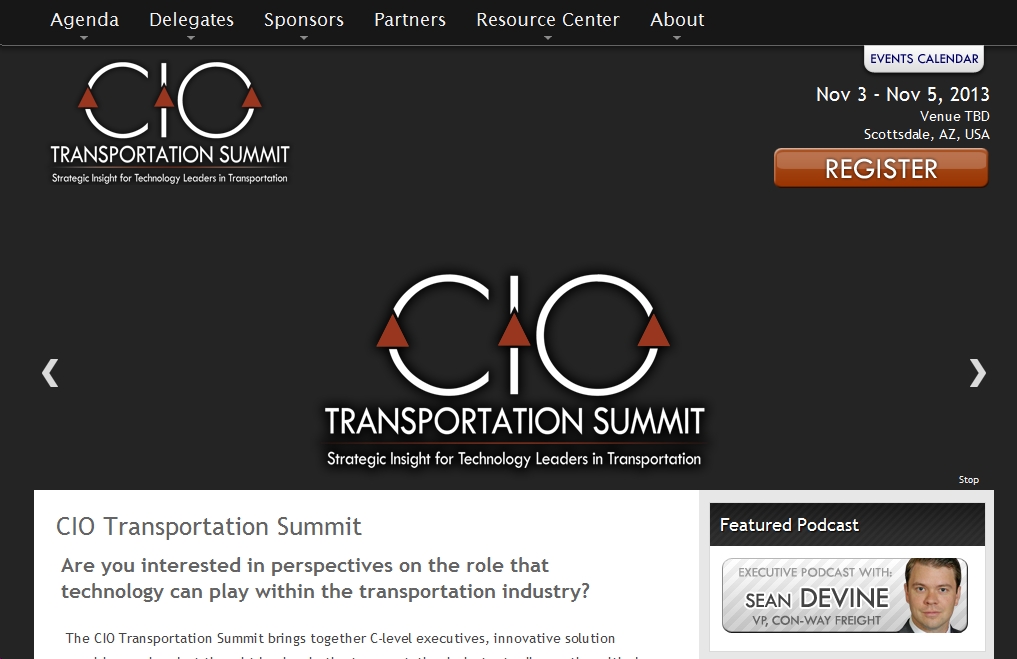 Agenda Delegates Sponsors Partners Resource Center About
EVENTS CALENDAR
CIO
TRANSPORTATION SUMMIT
Strategic Insight for Technology Leaders in Transportation
Nov 3 - Nov 5, 2013
Venue TBD
Scottsdale, AZ, USA
REGISTER
CIO
TRANSPORTATION SUMMIT
Strategic Insight for Technology Leaders in Transportation
Stop
CIO Transportation Summit
Are you interested in perspectives on the role that
technology can play within the transportation industry?
The CIO Transportation Summit brings together C-level executives, innovative solution
Featured Podcast
EXECUTIVE PODCAST WITH:
SEAN DEVINE
VP, CON-WAY FREIGHT